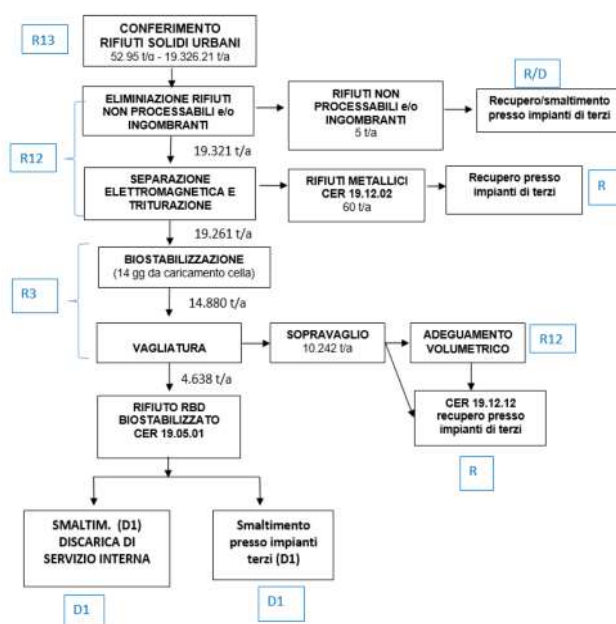 R13
CONFERIMENTO
RIFIUTI SOLIDI URBANI
52.95 t/g - 19.326.21 t/a
R12
ELIMINIAZIONE RIFIUTI
NON PROCESSABILI e/o
INGOMBRANTI
RIFIUTI NON
PROCESSABILI e/o
INGOMBRANTI
5 t/a
R/D
Recupero/smaltimento
presso impianti di terzi
19.321 t/a
SEPARAZIONE
ELETTROMAGNETICA E
TRITURAZIONE
RIFIUTI METALLICI
CER 19.12.02
60 t/a
Recupero presso
impianti di terzi
R
19.261 t/a
R3
BIOSTABILIZZAZIONE
(14 gg da caricamento cella)
14.880 t/a
VAGLIATURA
SOPRAVAGLIO
10.242 t/a
ADEGUAMENTO
VOLUMETRICO
R12
4.638 t/a
RIFIUTO RBD
BIOSTABILIZZATO
CER 19.05.01
CER 19.12.12
recupero presso
impianti di terzi
R
SMALTIM. (D1)
DISCARICA DI
SERVIZIO INTERNA
D1
Smaltimento
presso impianti
terzi (D1)
D1